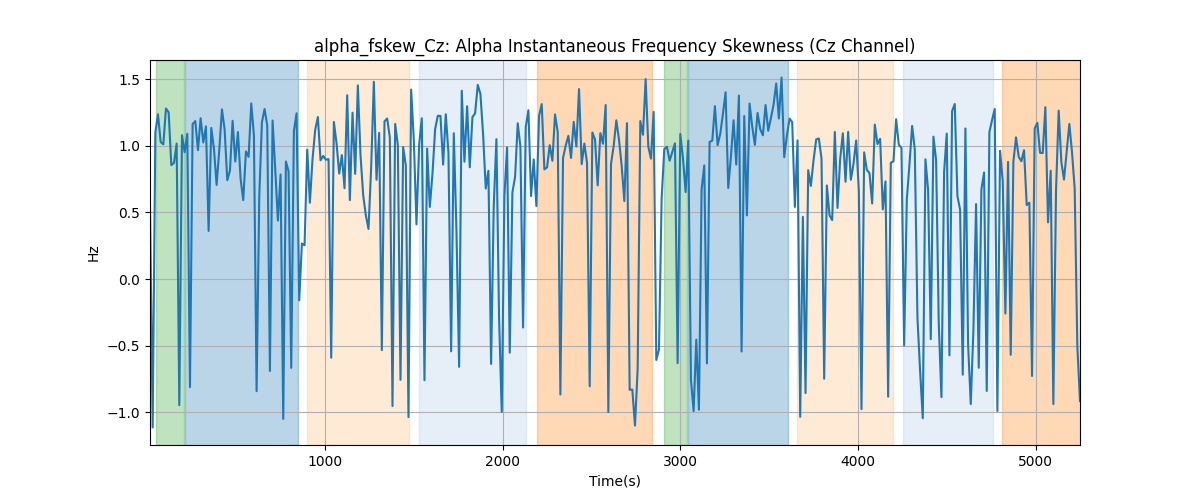 alpha_fskew_Cz: Alpha Instantaneous Frequency Skewness (Cz Channel)
1.5
1.0
0.5
0.0
−0.5
−1.0
Hz
1000 2000 3000 4000 5000
Time(s)